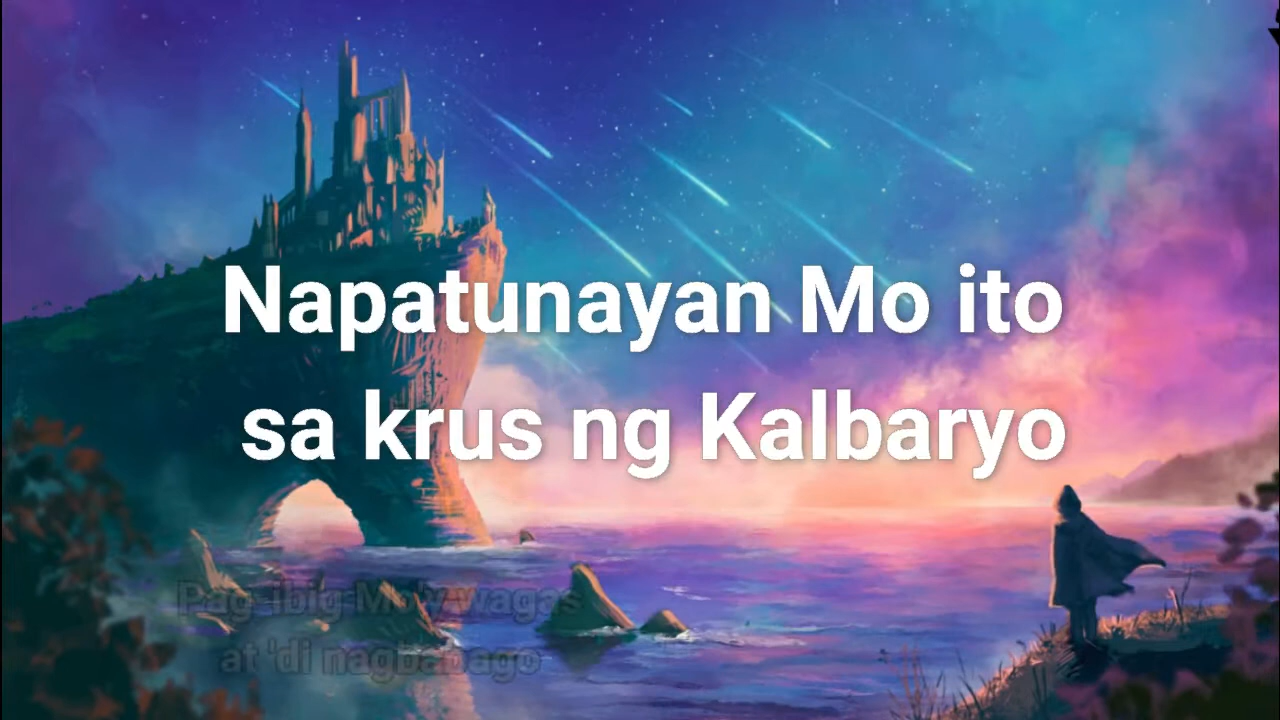 Napatunayan Mo ito
sa krus ng Kalbaryo
Pag-ibig Mo'y wagas
at 'di nagbabago